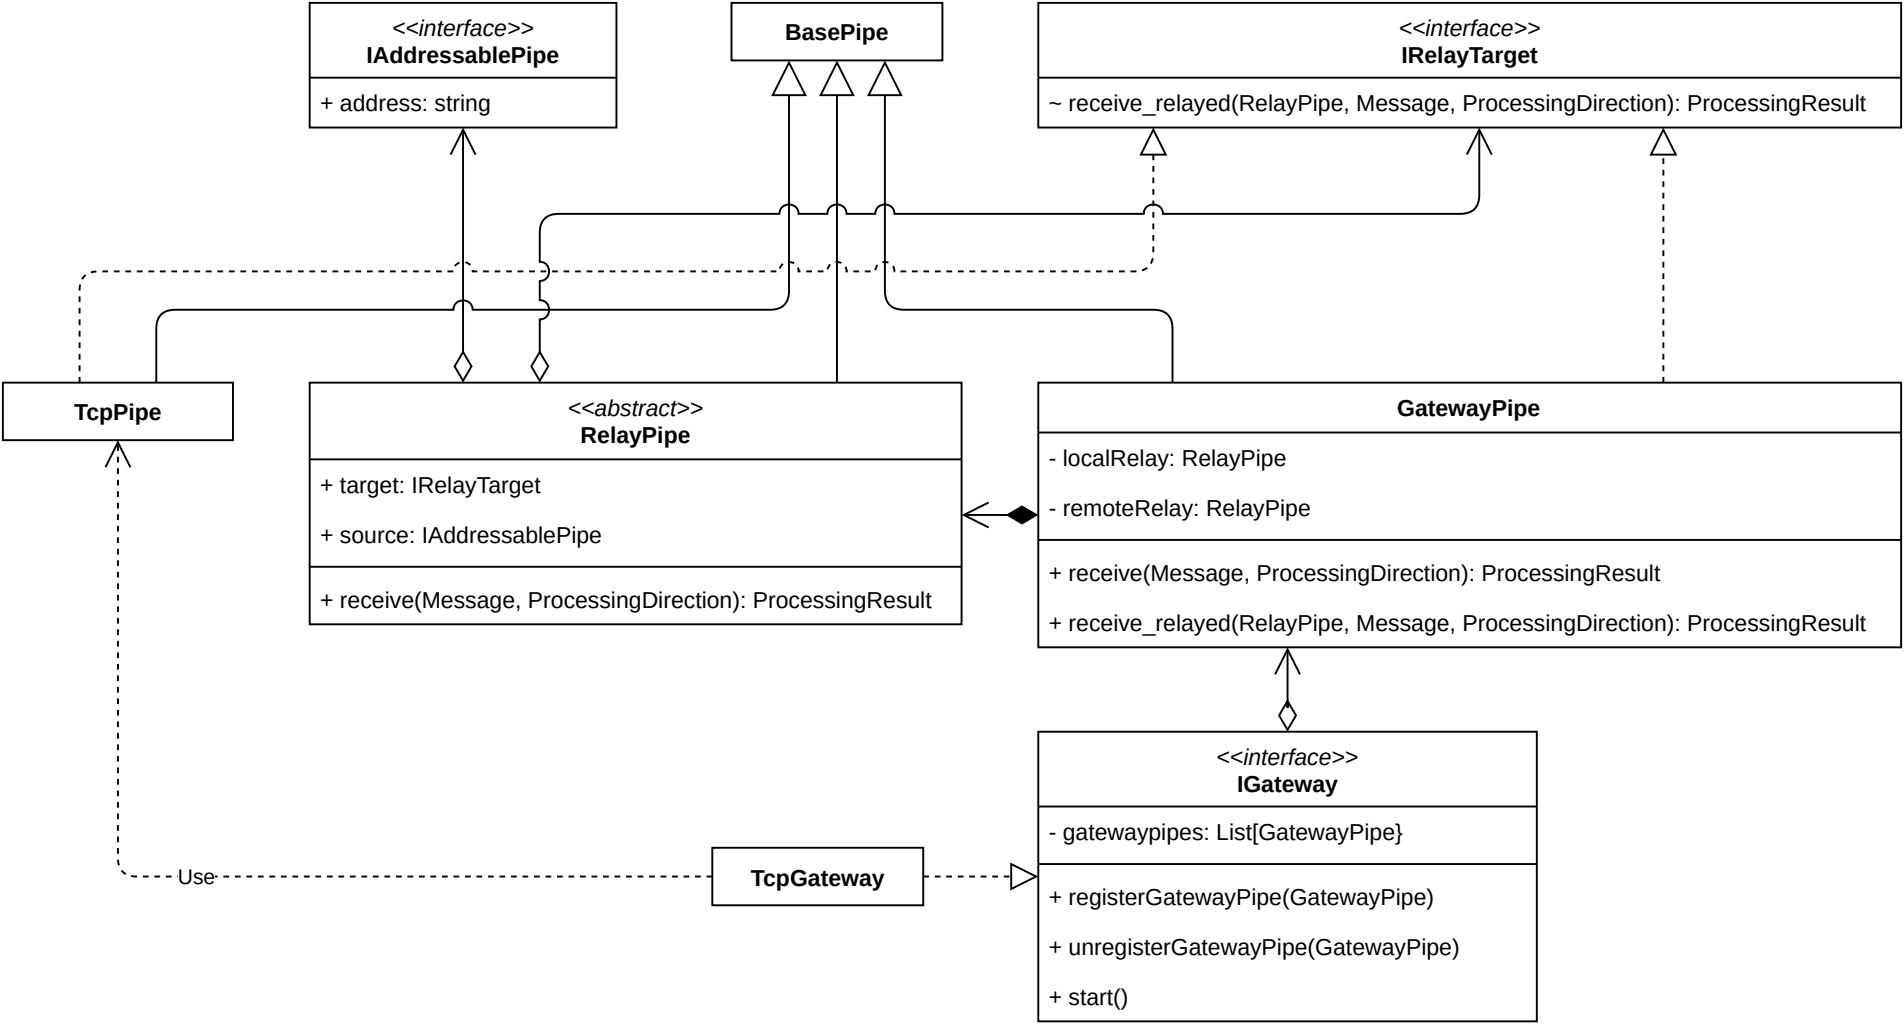 <<interface>>
IAddressablePipe
+ address: string
BasePipe
<<interface>>
IRelayTarget
~ receive_relayed(RelayPipe, Message, ProcessingDirection): ProcessingResult
TcpPipe
<<abstract>>
RelayPipe
+ target: IRelayTarget
+ source: IAddressablePipe
+ receive(Message, ProcessingDirection): ProcessingResult
GatewayPipe
- localRelay: RelayPipe
- remoteRelay: RelayPipe
+ receive(Message, ProcessingDirection): ProcessingResult
+ receive_relayed(RelayPipe, Message, ProcessingDirection): ProcessingResult
Use
TcpGateway
<<interface>>
IGateway
- gatewaypipes: List[GatewayPipe}
+ registerGatewayPipe(GatewayPipe)
+ unregisterGatewayPipe(GatewayPipe)
+ start()